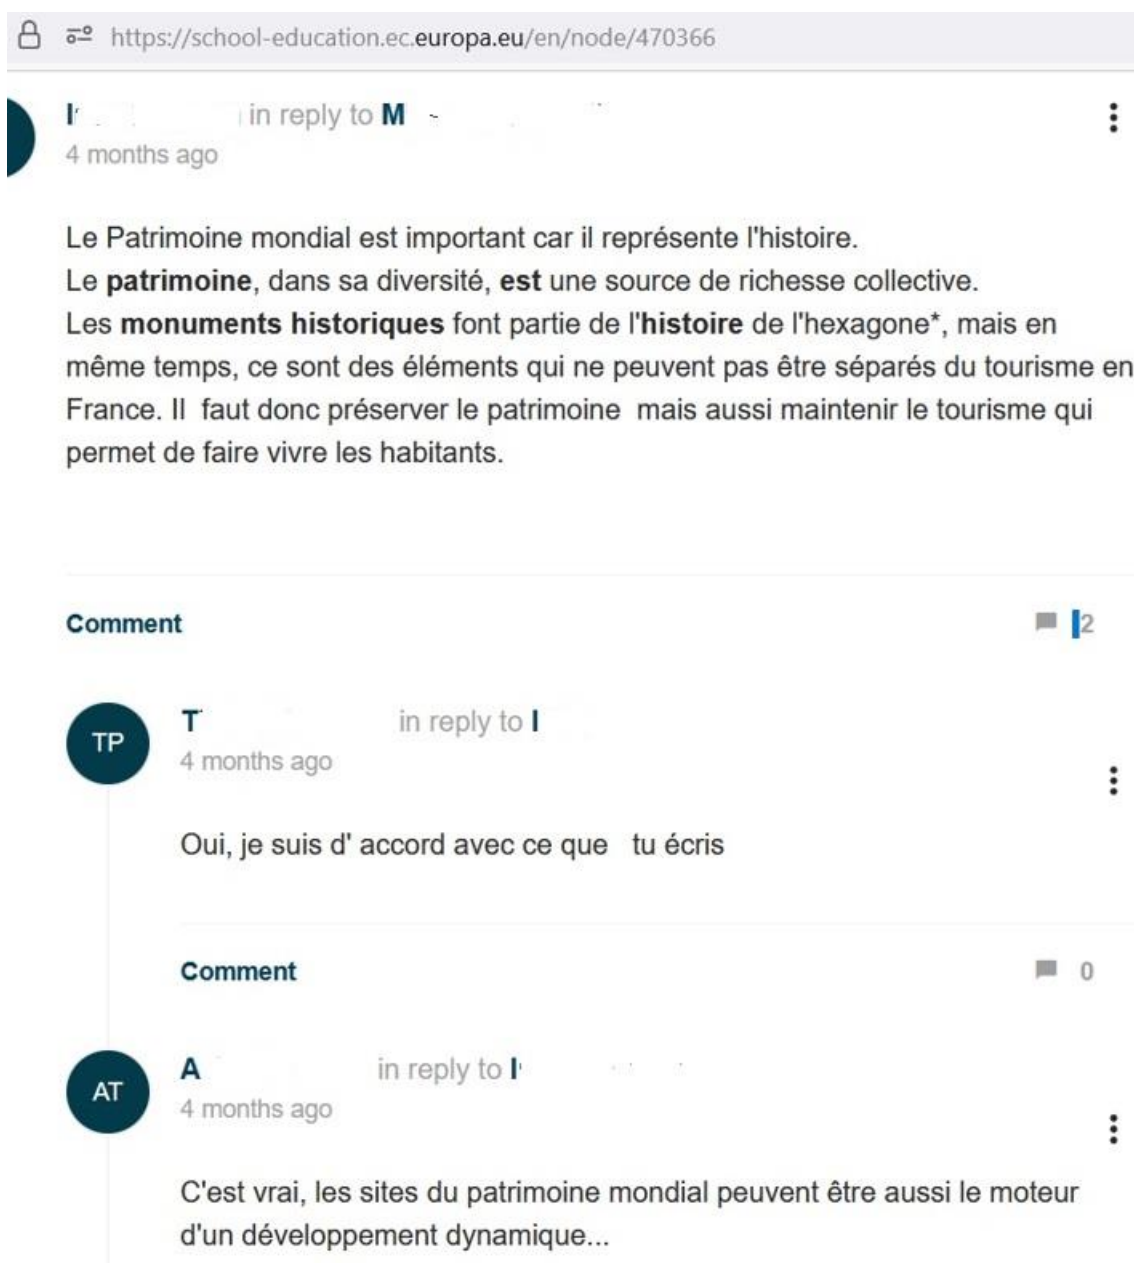 https://school-education.ec.europa.eu/en/node/470366
I in reply to M
4 months ago
Le Patrimoine mondial est important car il représente l'histoire.
Le patrimoine, dans sa diversité, est une source de richesse collective.
Les monuments historiques font partie de l'histoire de l'hexagone*, mais en
même temps, ce sont des éléments qui ne peuvent pas être séparés du tourisme en
France. Il faut donc préserver le patrimoine mais aussi maintenir le tourisme qui
permet de faire vivre les habitants.
Comment 2
TP
T in reply to I
4 months ago
Oui, je suis d' accord avec ce que tu écris
Comment 0
AT
A in reply to I
4 months ago
C'est vrai, les sites du patrimoine mondial peuvent être aussi le moteur
d'un développement dynamique...